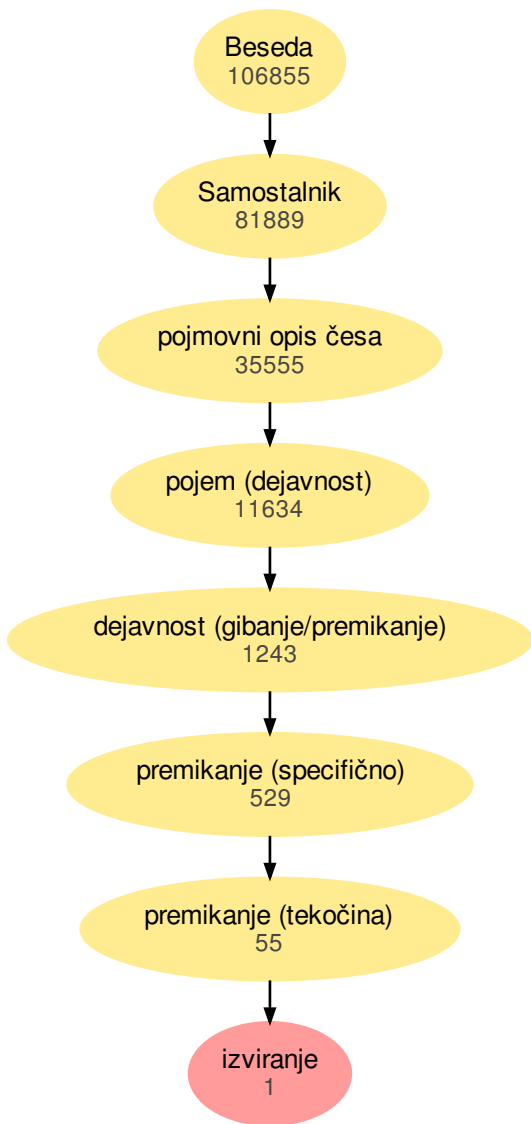 Beseda
106855
Samostalnik
81889
pojmovni opis česa
35555
pojem (dejavnost)
11634
dejavnost (gibanje/premikanje)
1243
premikanje (specifično)
529
premikanje (tekočina)
55
izviranje
1